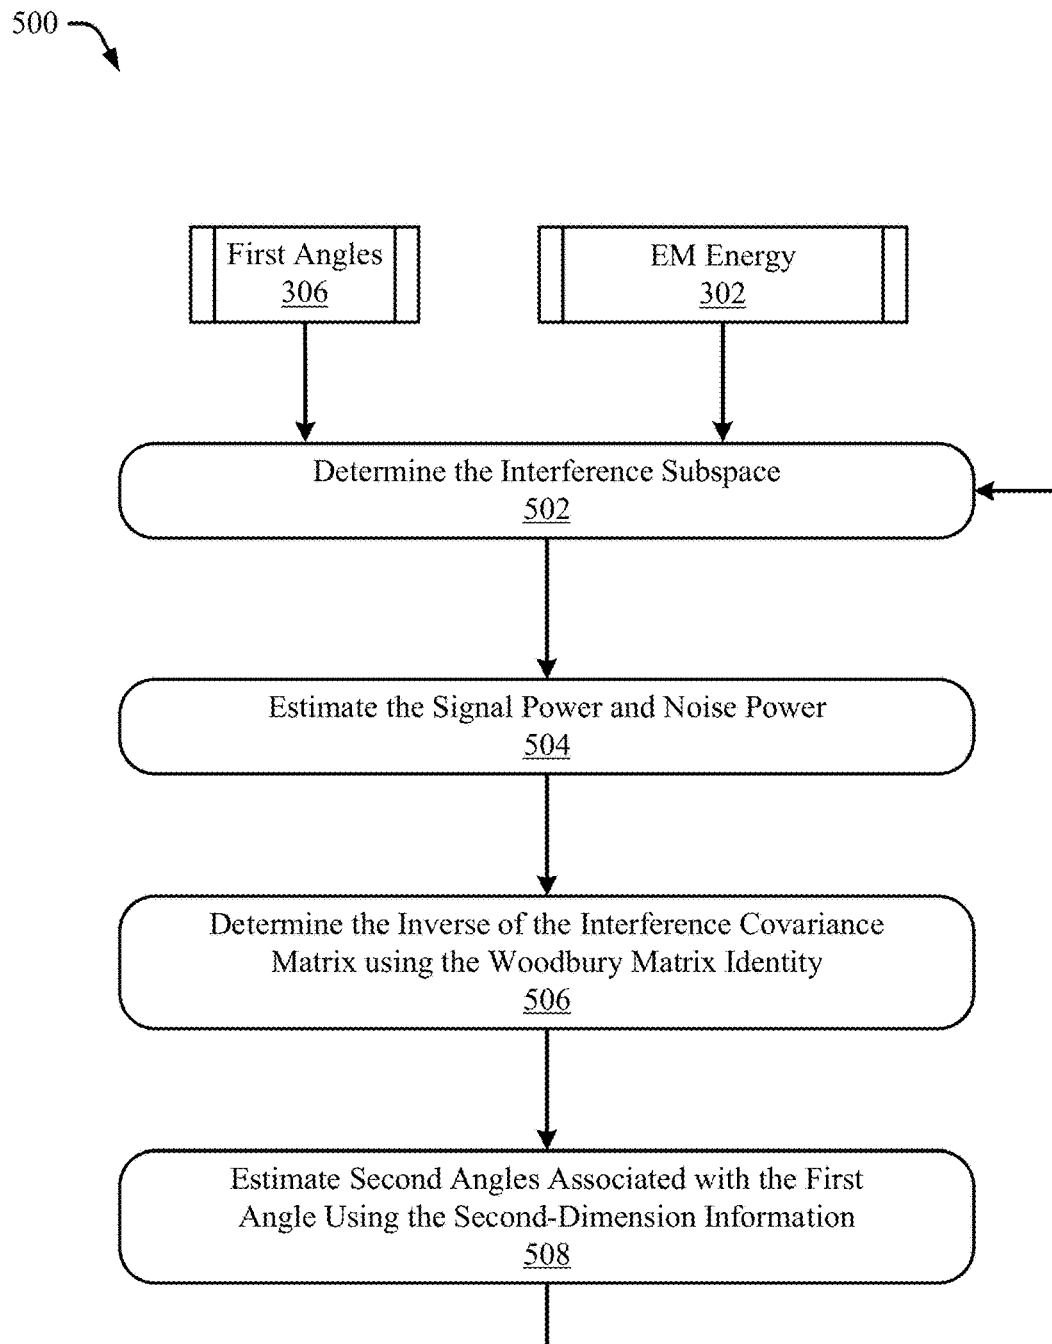 500
First Angles
306
EM Energy
302
Determine the Interference Subspace
502
Estimate the Signal Power and Noise Power
504
Determine the Inverse of the Interference Covariance
Matrix using the Woodbury Matrix Identity
506
Estimate Second Angles Associated with the First
Angle Using the Second-Dimension Information
508